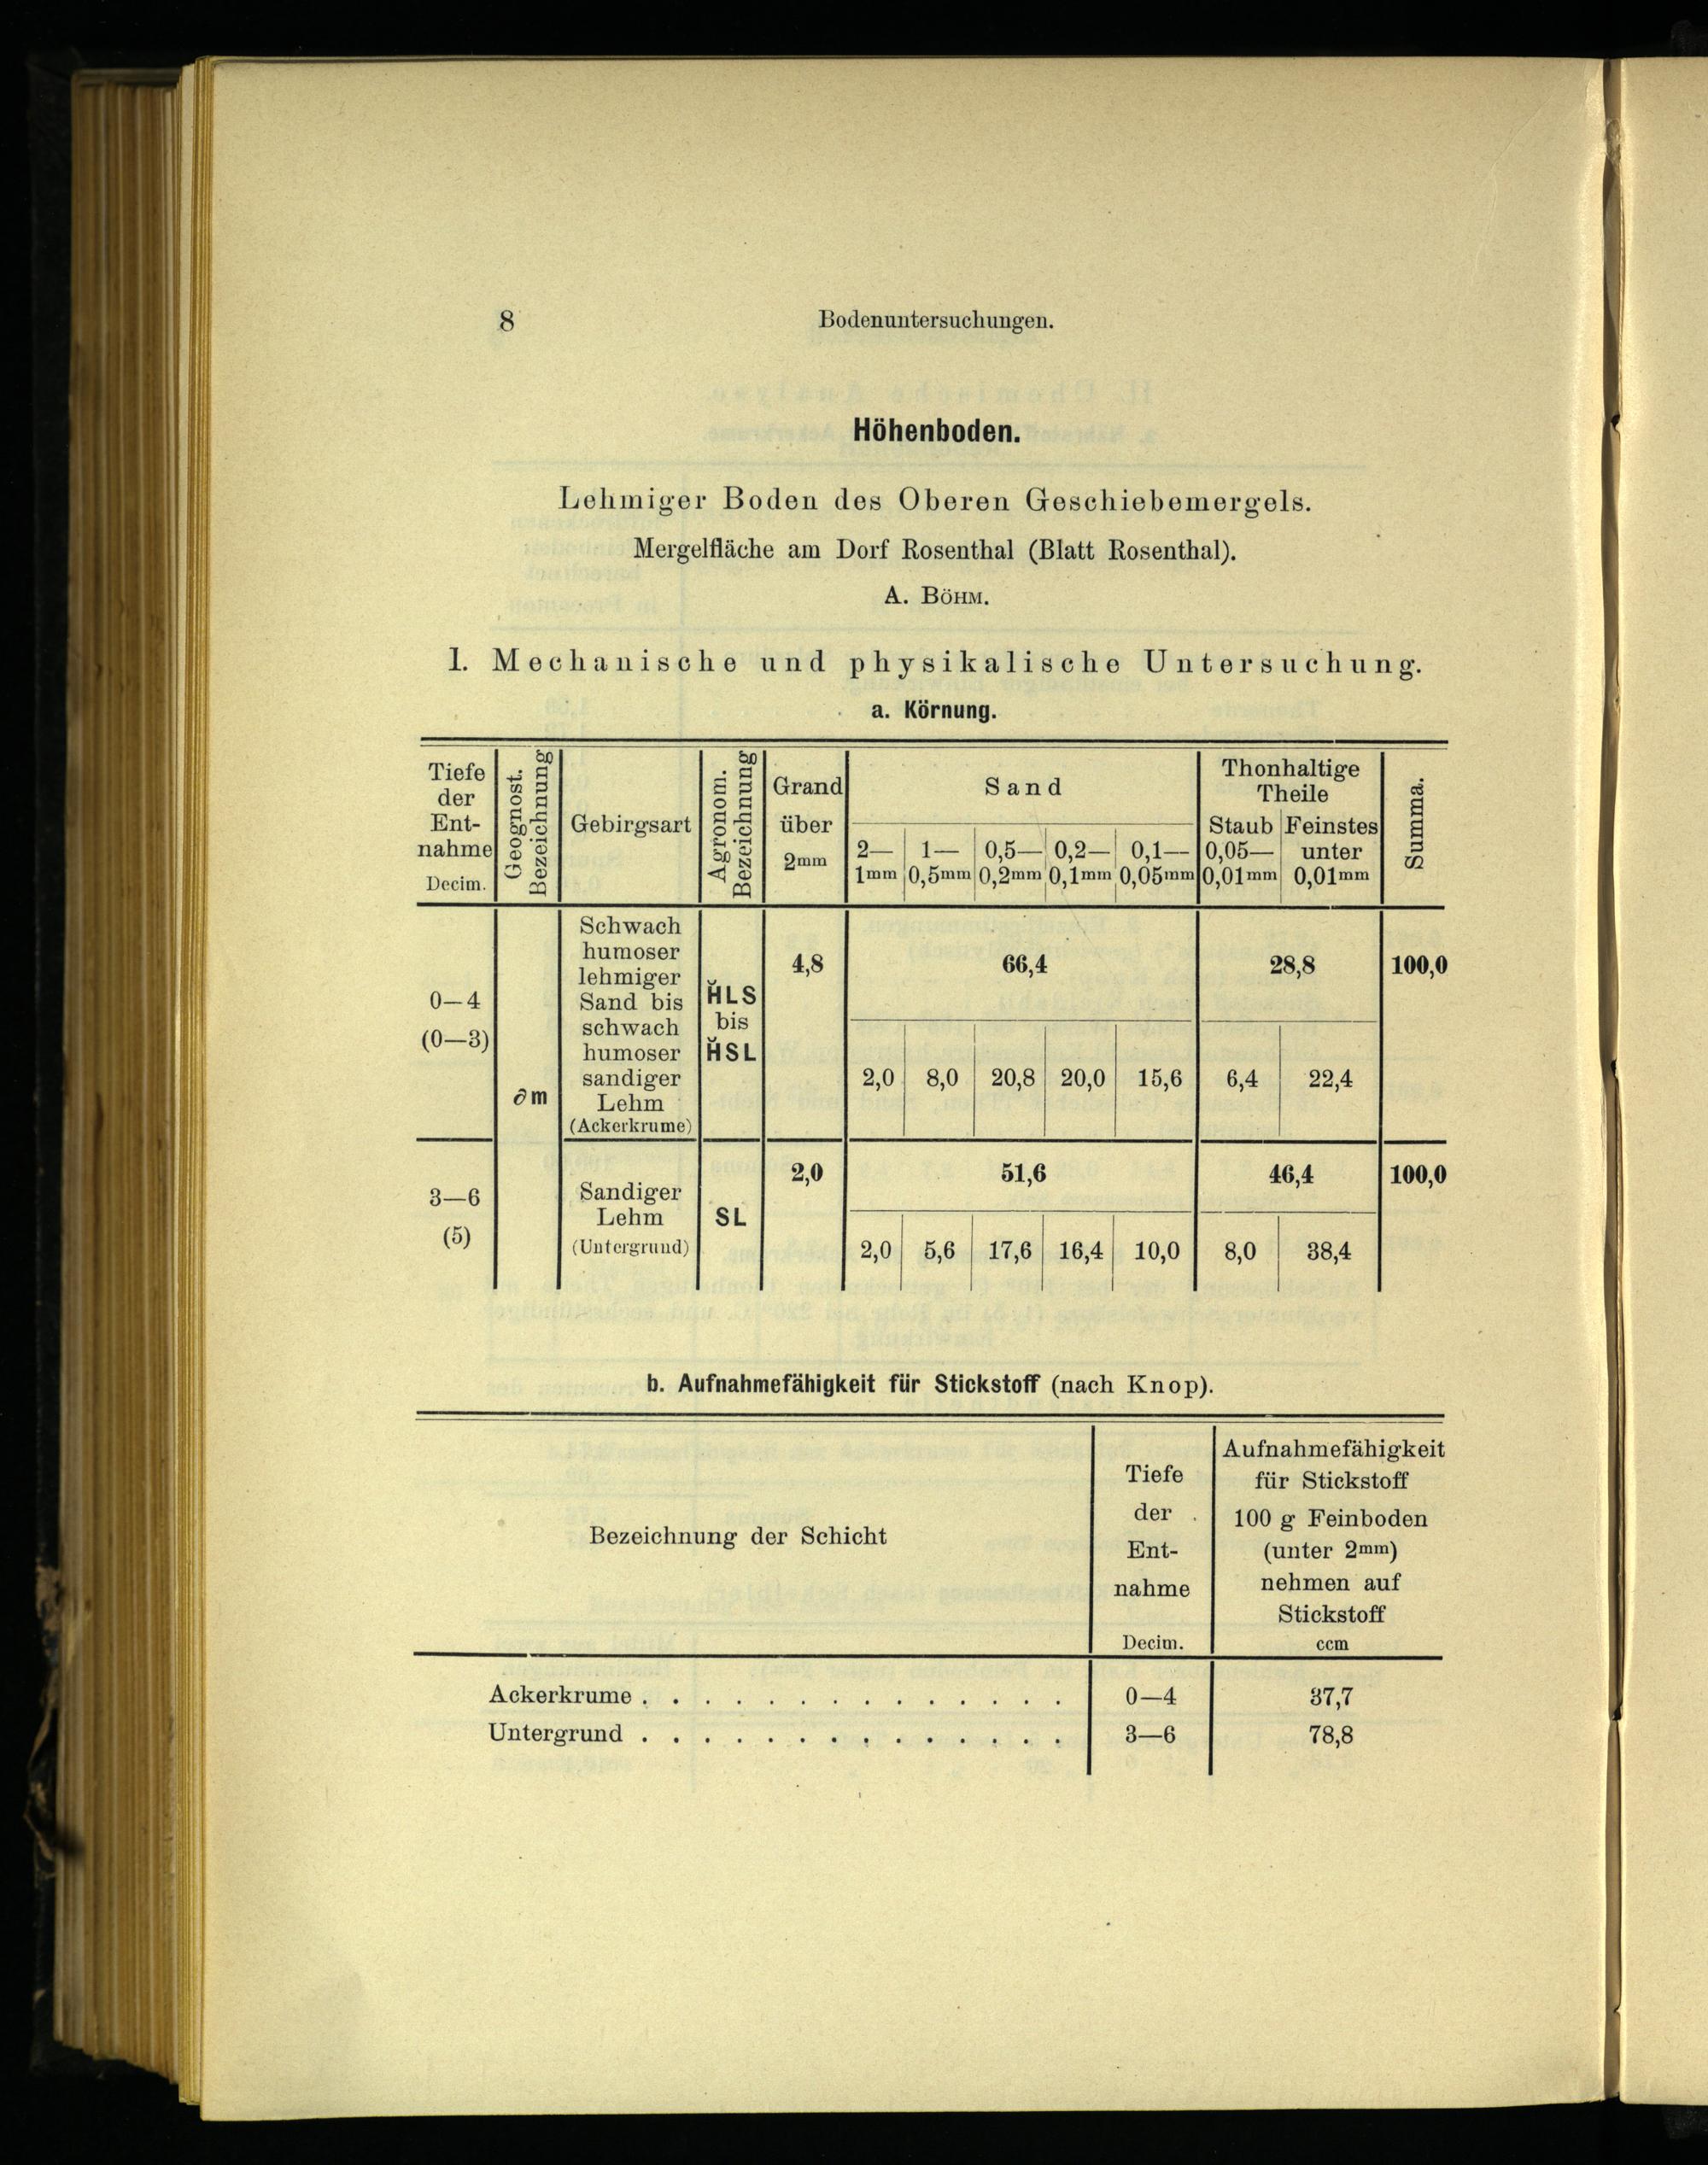 8 Bodenuntersuchungen.
Höhenboden.
Lehmiger Boden des Oberen Geschiebemergels.
Mergelfläche am Dorf Rosenthal (Blatt Rosenthal).
A. Böhm.
I. Mechanische und physikalische Untersuchung.
a. Körnung.
Tiefe
der
Ent-
nahme
Decim.
Geognost.
Bezeichnung
Gebirgsart
Agronom.
Bezeichnung
Grand
über
2mm
Sand
2— 1— 0,5— 0,2— 0,1—
1mm 0,5mm 0,2mm 0,1mm 0,05mm
Thonhaltige
Theile
Staub Feinstes
0,05— unter
0,01mm 0,01mm
Summa.
0—4
(0—3)
∂m
Schwach
humoser
lehmiger
Sand bis
schwach
humoser
sandiger
Lehm
(Ackerkrume)
H̆LS
bis
H̆SL
4,8 66,4 28,8 100,0
2,0 8,0 20,8 20,0 15,6 6,4 22,4
3—6
(5)
Sandiger
Lehm
(Untergrund)
SL
2,0 51,6 46,4 100,0
2,0 5,6 17,6 16,4 10,0 8,0 38,4
b. Aufnahmefähigkeit für Stickstoff (nach Knop).
Bezeichnung der Schicht
Tiefe
der
Ent-
nahme
Decim.
Aufnahmefähigkeit
für Stickstoff
100 g Feinboden
(unter 2mm)
nehmen auf
Stickstoff
ccm
Ackerkrume . . . . . . . . . . . . . . 0—4 37,7
Untergrund . . . . . . . . . . . . . . 3—6 78,8